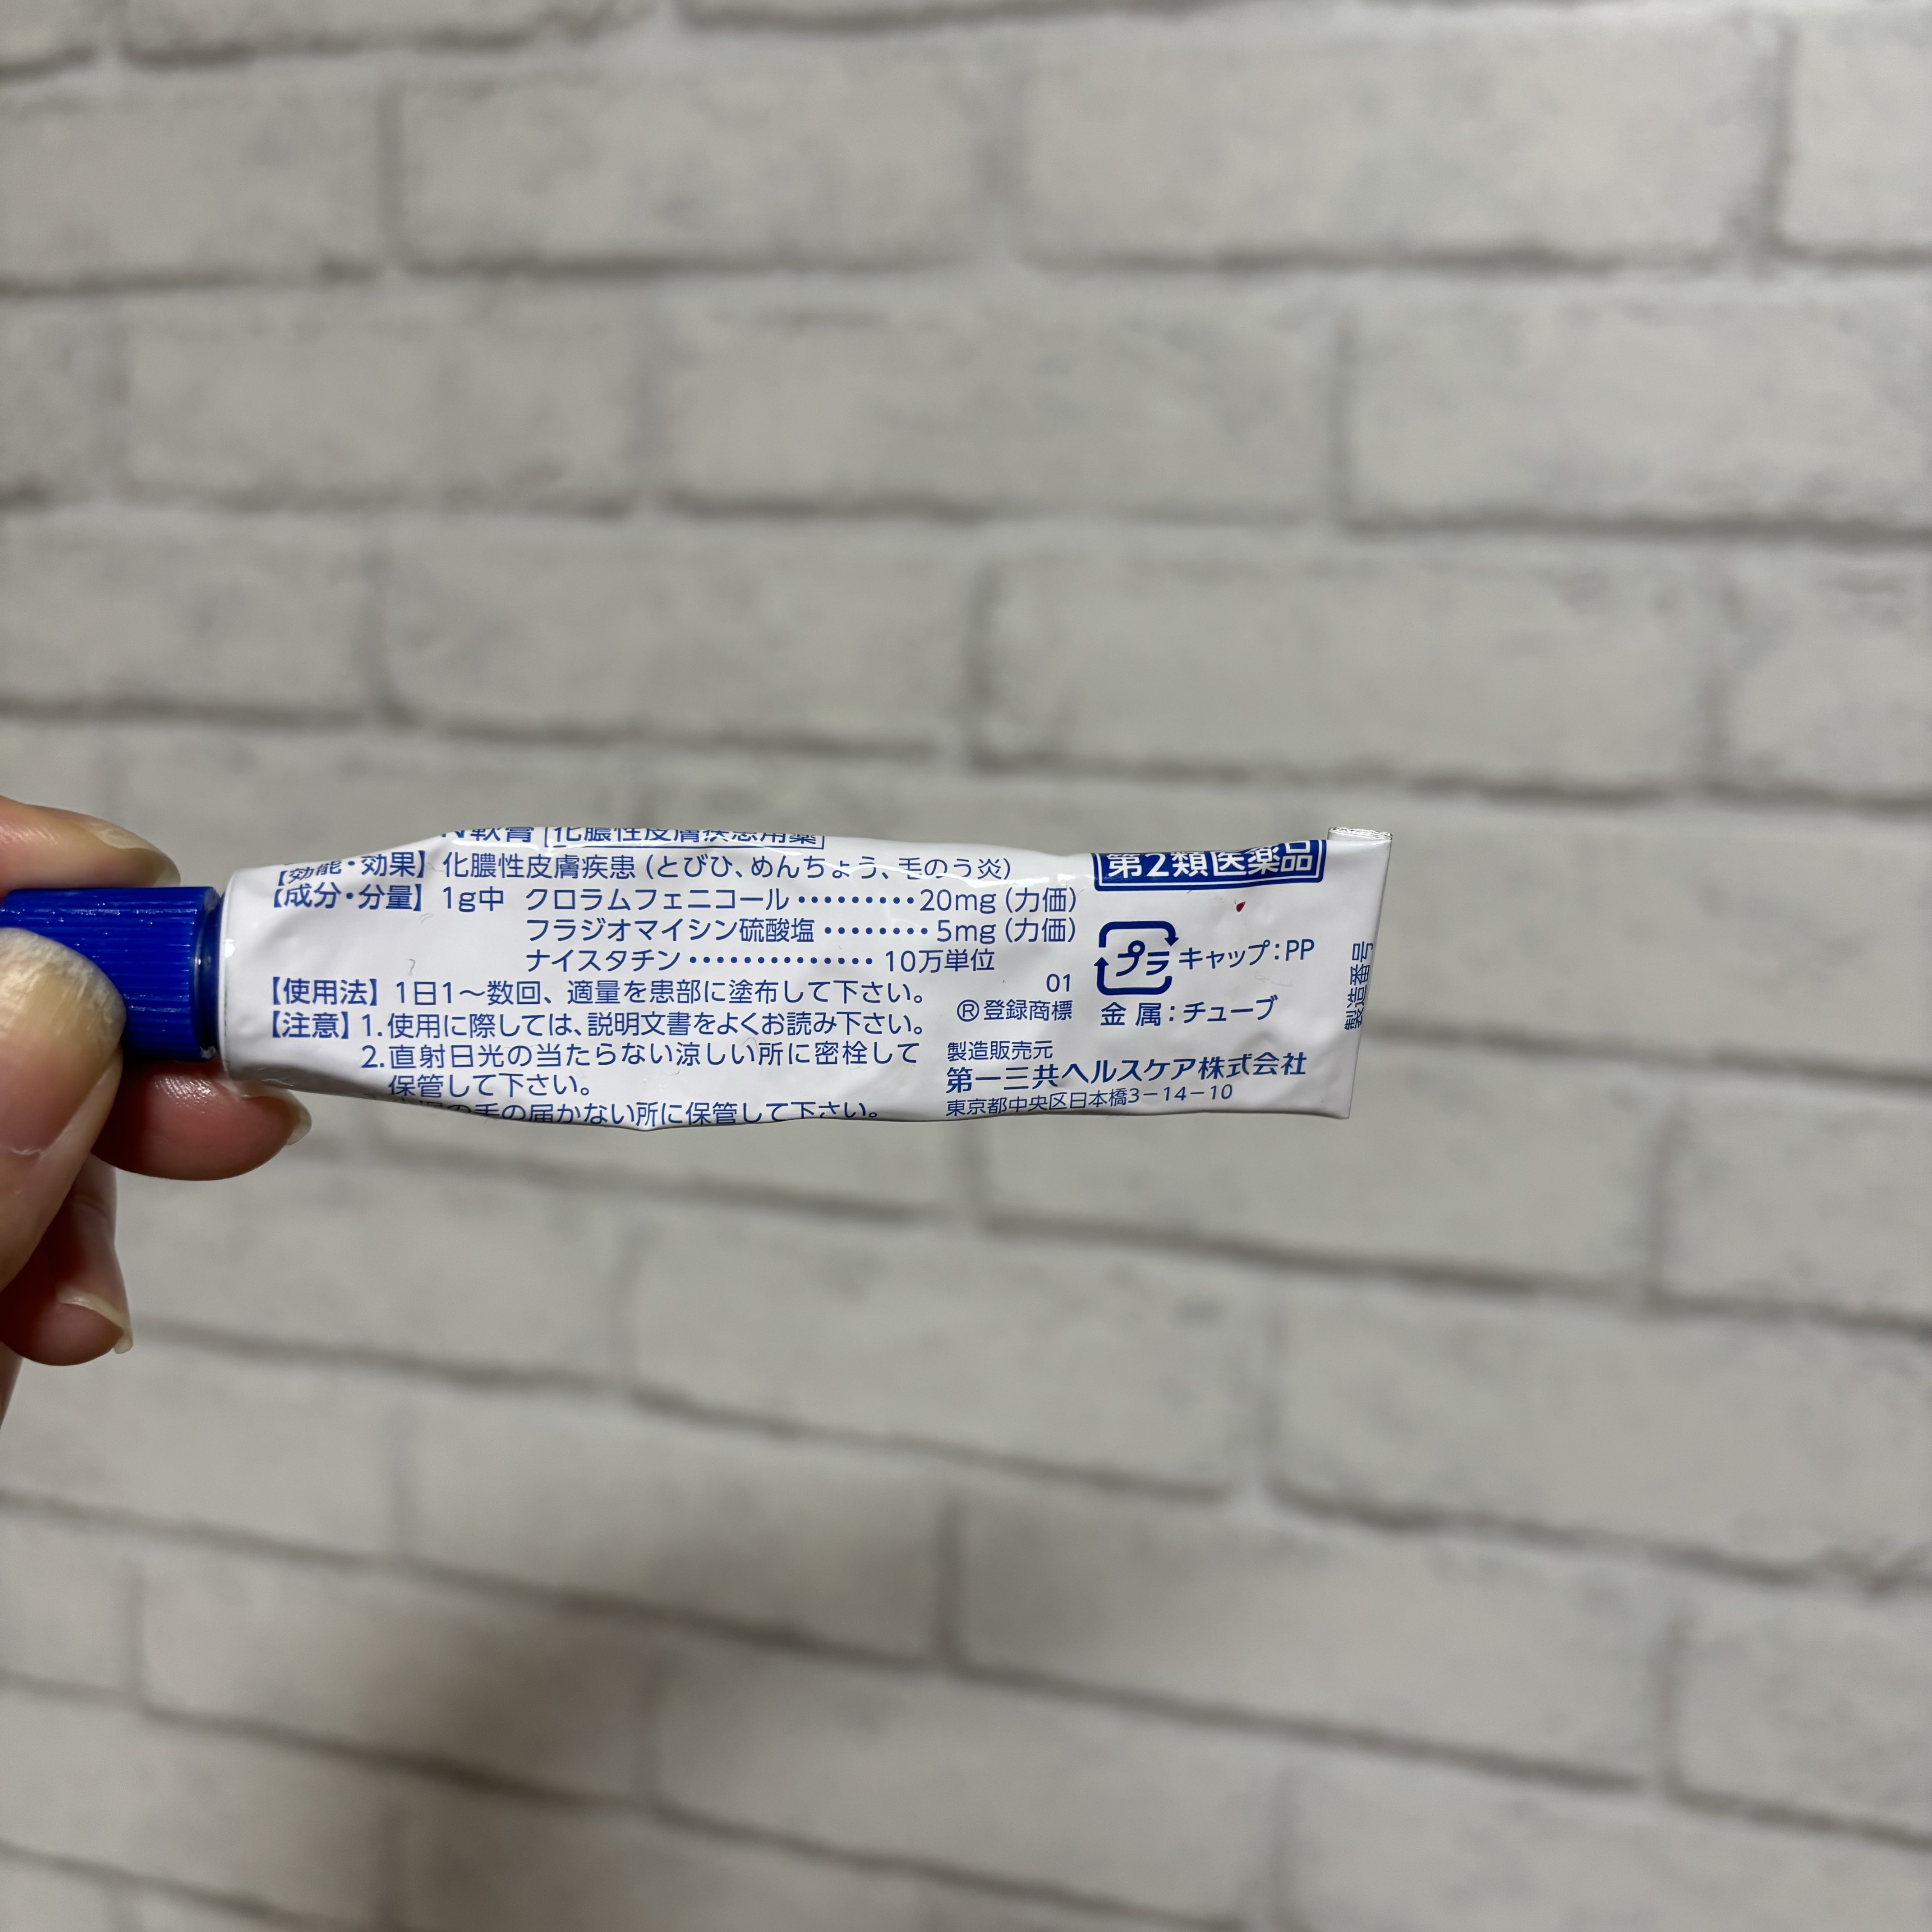 N軟膏 化膿性皮膚疾患用薬
【効能・効果】化膿性皮膚疾患(とびひ、めんちょう、毛のう炎)
【成分・分量】1g中 クロラムフェニコール・・・・・・・・・20mg(力価)
フラジオマイシン硫酸塩・・・・・・・・5mg(力価)
ナイスタチン・・・・・・・・・・・・・・10万単位
【使用法】1日1〜数回、適量を患部に塗布して下さい。
【注意】1.使用に際しては、説明文書をよくお読み下さい。
2.直射日光の当たらない涼しい所に密栓して
保管して下さい。
の手の届かない所に保管して下さい。
01
®登録商標
製造販売元
第一三共ヘルスケア株式会社
東京都中央区日本橋3-14-10
第2類医薬品
プラ キャップ:PP
金属:チューブ
製造番号